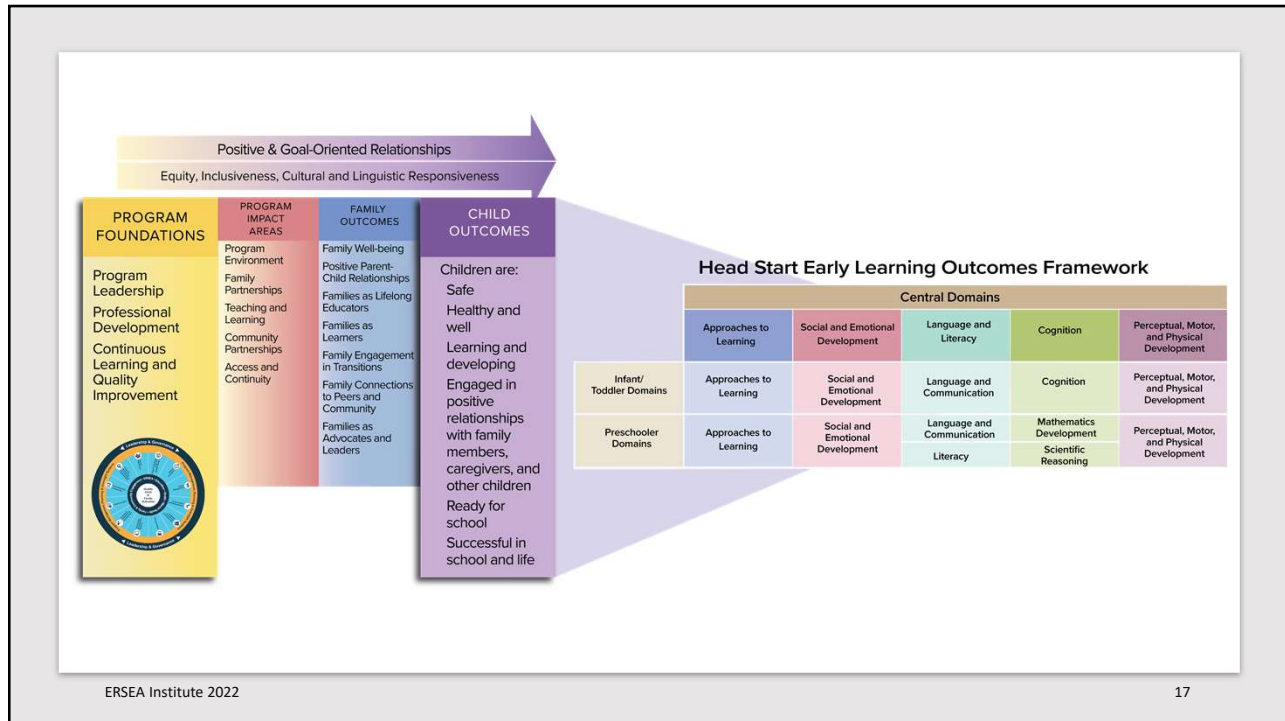 Positive & Goal-Oriented Relationships
Equity, Inclusiveness, Cultural and Linguistic Responsiveness
PROGRAM
FOUNDATIONS
Program
Leadership
Professional
Development
Continuous
Learning and
Quality
Improvement
Leadership & Governance
Leadership & Governance
PROGRAM
IMPACT
AREAS
Program
Environment
Family
Partnerships
Teaching and
Learning
Community
Partnerships
Access and
Continuity
FAMILY
OUTCOMES
Family Well-being
Positive Parent-
Child Relationships
Families as Lifelong
Educators
Families as
Learners
Family Engagement
in Transitions
Family Connections
to Peers and
Community
Families as
Advocates and
Leaders
CHILD
OUTCOMES
Children are:
Safe
Healthy and
well
Learning and
developing
Engaged in
positive
relationships
with family
members,
caregivers, and
other children
Ready for
school
Successful in
school and life
Head Start Early Learning Outcomes Framework
Central Domains
Approaches to
Learning
Social and Emotional
Development
Language and
Literacy
Cognition
Perceptual, Motor,
and Physical
Development
Infant/
Toddler Domains
Approaches to
Learning
Social and
Emotional
Development
Language and
Communication
Cognition
Perceptual, Motor,
and Physical
Development
Preschooler
Domains
Approaches to
Learning
Social and
Emotional
Development
Language and
Communication
Literacy
Mathematics
Development
Scientific
Reasoning
Perceptual, Motor,
and Physical
Development
ERSEA Institute 2022
17